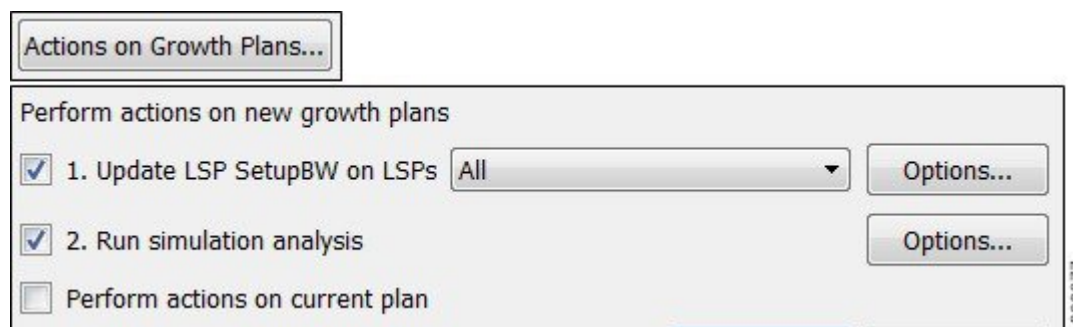 Actions on Growth Plans...
Perform actions on new growth plans
1. Update LSP SetupBW on LSPs All Options...
2. Run simulation analysis Options...
Perform actions on current plan